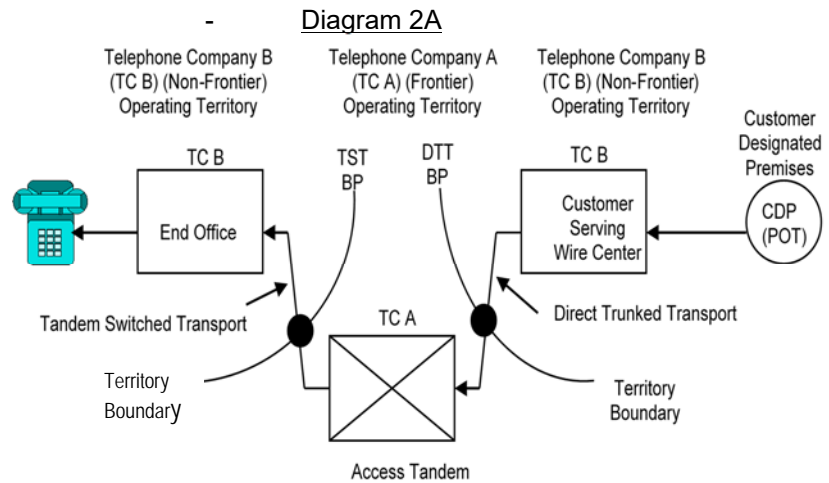 - Diagram 2A
Telephone Company B
(TC B) (Non-Frontier)
Operating Territory
Telephone Company A
(TC A) (Frontier)
Operating Territory
Telephone Company B
(TC B) (Non-Frontier)
Operating Territory
Customer
Designated
Premises
TC B
TST
BP
DTT
BP
TC B
End Office
Customer
Serving
Wire Center
CDP
(POT)
Tandem Switched Transport
TC A
Direct Trunked Transport
Territory
Boundary
Territory
Boundary
Access Tandem